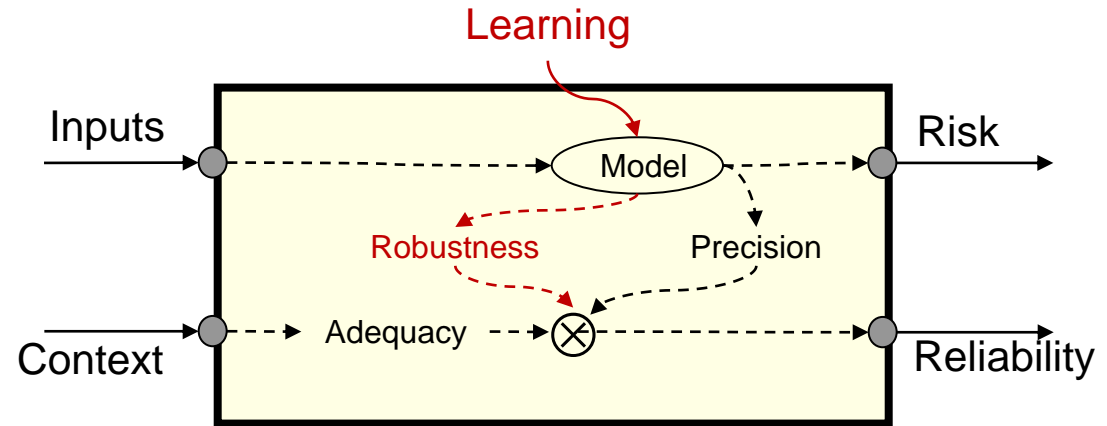 Learning
Inputs
Model
Risk
Robustness
Precision
Adequacy
Context
Reliability